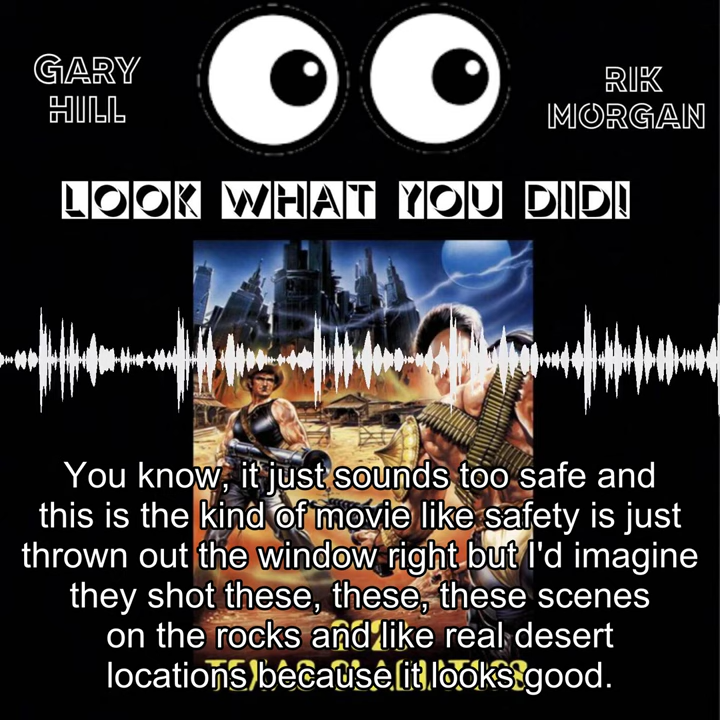 GARY
HILL
RIK
MORGAN
LOOK WHAT YOU DID!
You know, it just sounds too safe and
this is the kind of movie like safety is just
thrown out the window right but I'd imagine
they shot these, these, these scenes
on the rocks and like real desert
locations because it looks good.